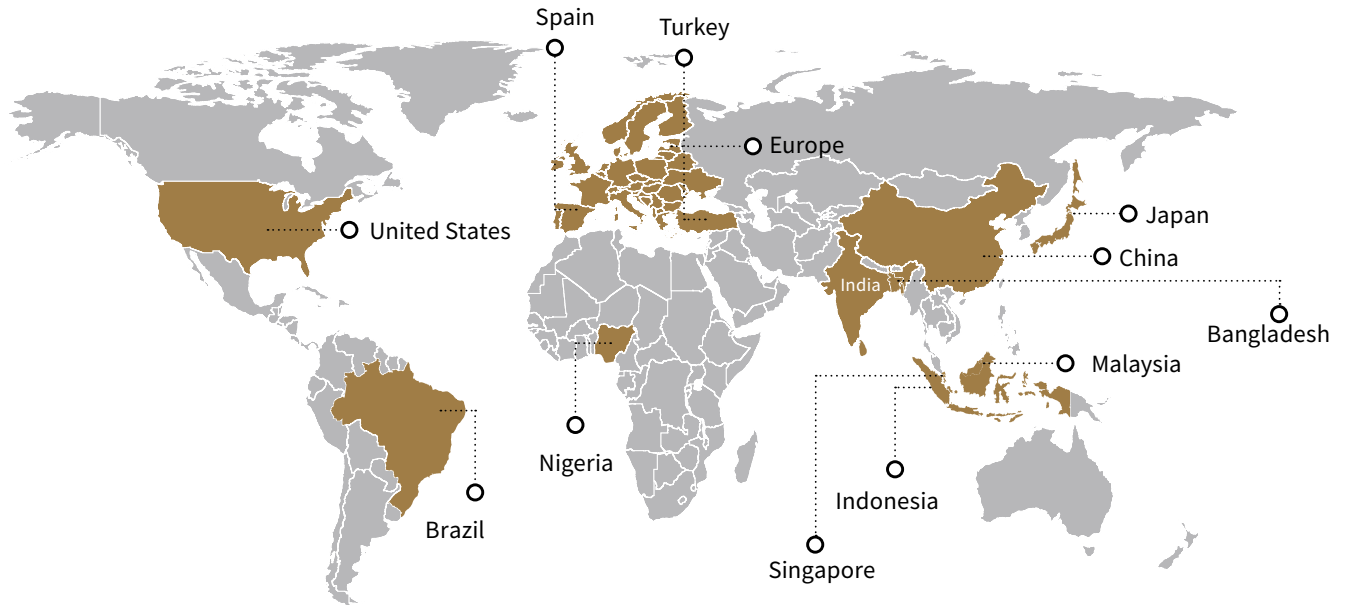 Spain
Turkey
Europe
United States
Japan
China
India
Bangladesh
Malaysia
Nigeria
Indonesia
Brazil
Singapore